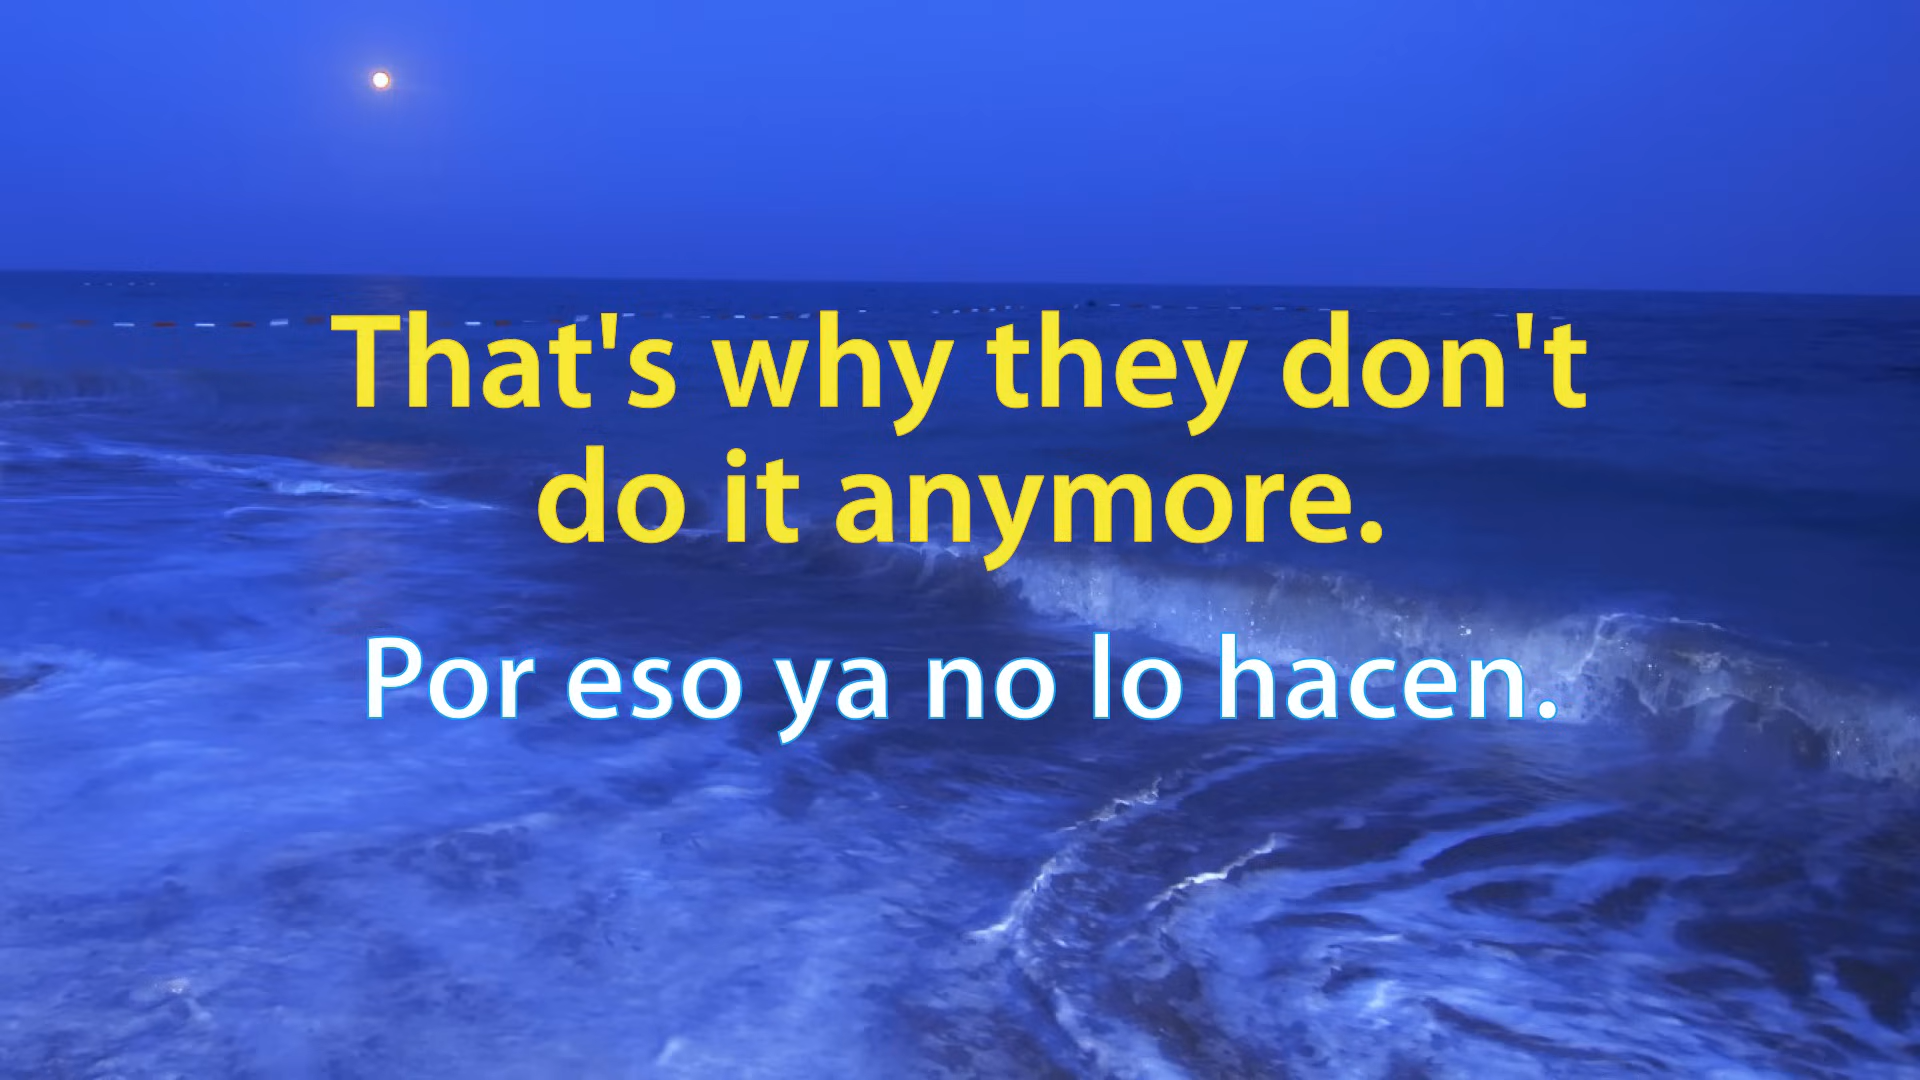 That's why they don't
do it anymore.
Por eso ya no lo hacen.